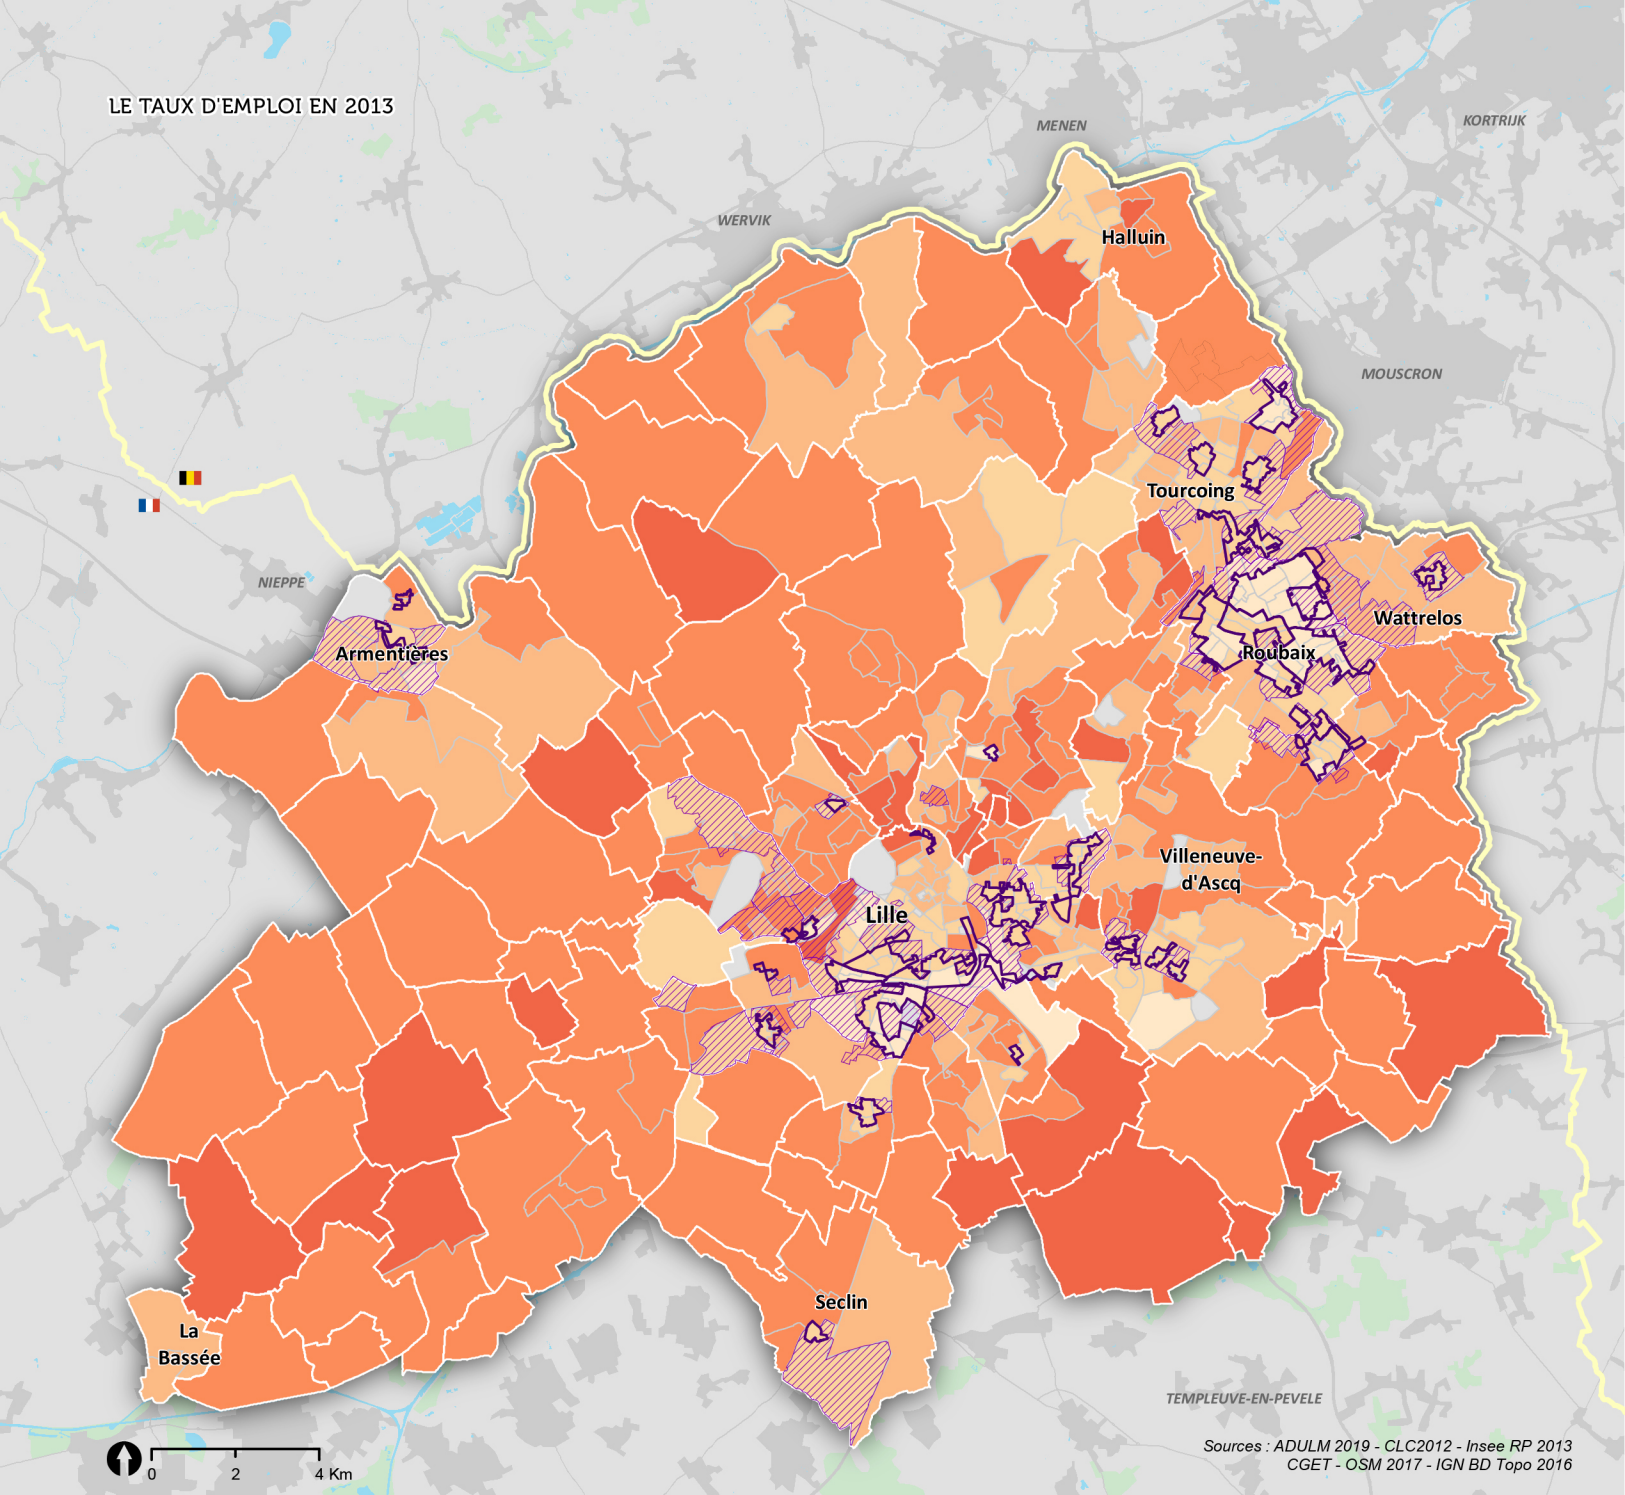 LE TAUX D'EMPLOI EN 2013
MENEN
KORTRIJK
WERVIK
Halluin
MOUSCRON
Tourcoing
NIEPPE
Wattrelos
Armentières
Roubaix
Villeneuve-
d'Ascq
Lille
Seclin
La
Bassée
TEMPLEUVE-EN-PEVELE
Sources : ADULM 2019 - CLC2012 - Insee RP 2013
CGET - OSM 2017 - IGN BD Topo 2016
0 2 4 Km